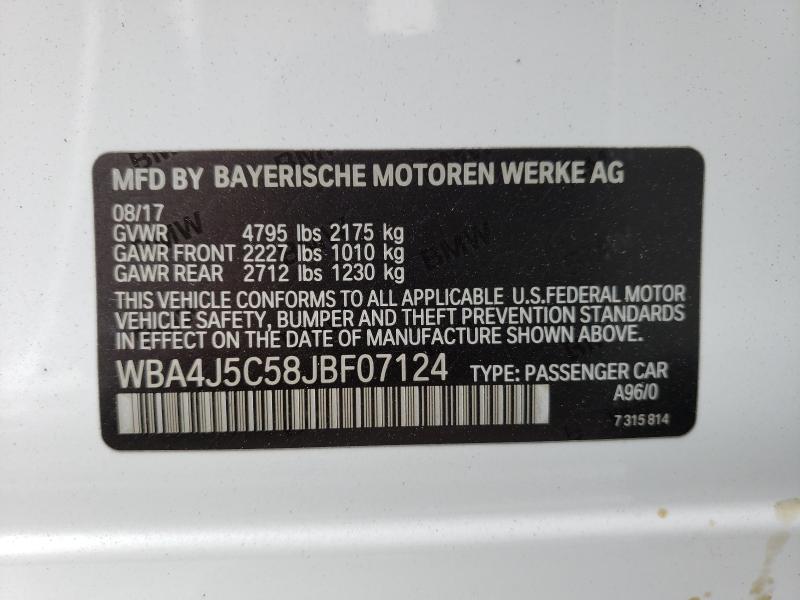 MFD BY BAYERISCHE MOTOREN WERKE AG
08/17
GVWR 4795 lbs 2175 kg
GAWR FRONT 2227 lbs 1010 kg
GAWR REAR 2712 lbs 1230 kg
THIS VEHICLE CONFORMS TO ALL APPLICABLE U.S.FEDERAL MOTOR
VEHICLE SAFETY, BUMPER AND THEFT PREVENTION STANDARDS
IN EFFECT ON THE DATE OF MANUFACTURE SHOWN ABOVE.
WBA4J5C58JBF07124 TYPE: PASSENGER CAR
A96/0
7 315 814